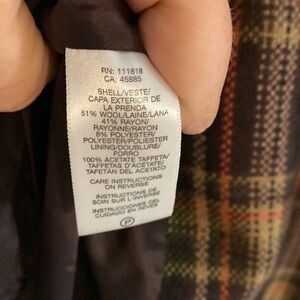 RN: 111818
CA: 45885
SHELL/VESTE/
CAPA EXTERIOR DE
LA PRENDA
51% WOOL/LAINE/LANA
41% RAYON/
RAYONNE/RAYON
8% POLYESTER/
POLYESTER/POLIESTER
LINING/DOUBLURE/
FORRO
100% ACETATE TAFFETA/
TAFFETAS D'ACETATE/
TAFETAN DEL ACETATO
CARE INSTRUCTIONS
ON REVERSE
INSTRUCTIONS DE
SOIN SUR L'INVERSE
INSTRUCCIONES DEL
CUIDADO EN REVES
P